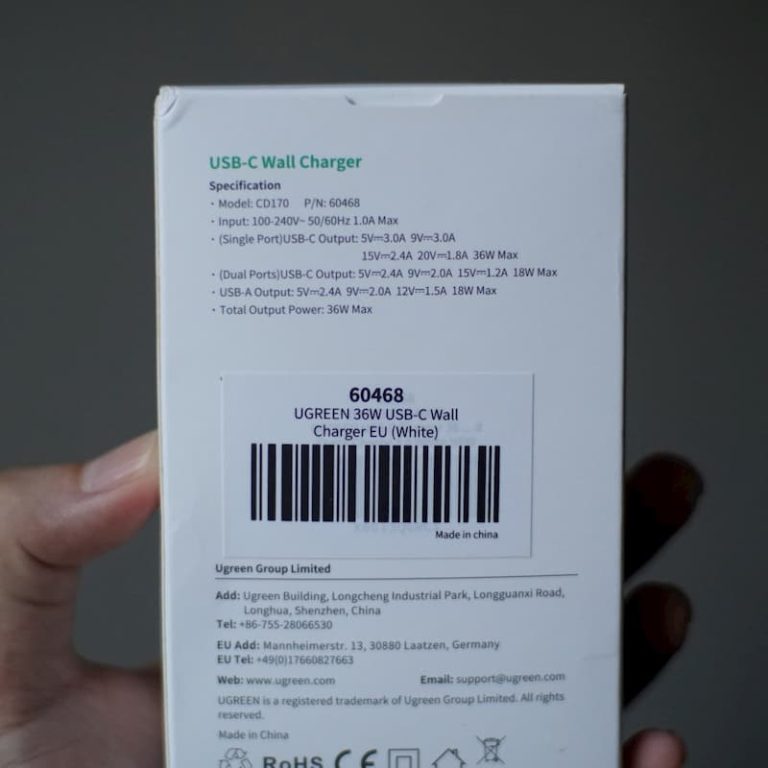 USB-C Wall Charger
Specification
· Model: CD170 P/N: 60468
· Input: 100-240V~ 50/60Hz 1.0A Max
· (Single Port)USB-C Output: 5V⎓3.0A 9V⎓3.0A
15V⎓2.4A 20V⎓1.8A 36W Max
· (Dual Ports)USB-C Output: 5V⎓2.4A 9V⎓2.0A 15V⎓1.2A 18W Max
· USB-A Output: 5V⎓2.4A 9V⎓2.0A 12V⎓1.5A 18W Max
· Total Output Power: 36W Max
60468
UGREEN 36W USB-C Wall
Charger EU (White)
Made in china
Ugreen Group Limited
Add: Ugreen Building, Longcheng Industrial Park, Longguanxi Road,
Longhua, Shenzhen, China
Tel: +86-755-28066530
EU Add: Mannheimerstr. 13, 30880 Laatzen, Germany
EU Tel: +49(0)17660827663
Web: www.ugreen.com Email: support@ugreen.com
UGREEN is a registered trademark of Ugreen Group Limited. All rights
reserved.
Made in China
RoHS CE